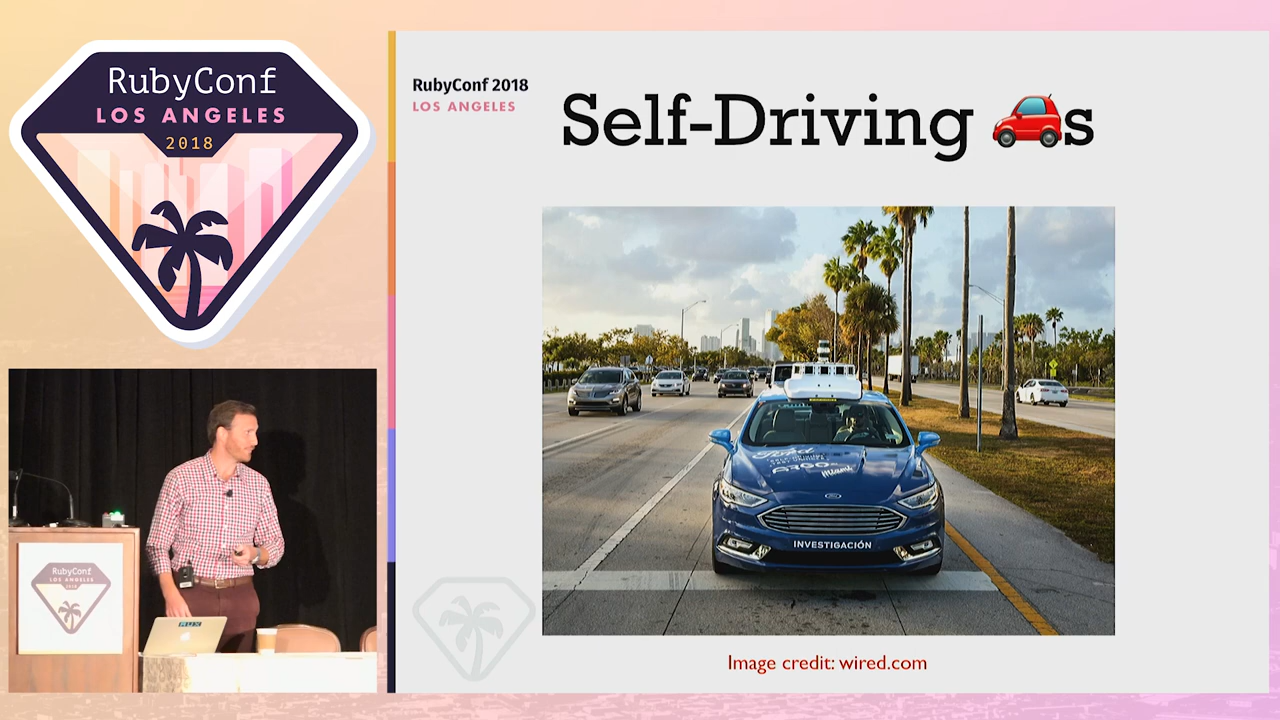 RubyConf
LOS ANGELES
2018
RubyConf 2018
LOS ANGELES
Self-Driving 🚗s
Ford
ARGO
Miami
INVESTIGACIÓN
Image credit: wired.com
RubyConf
LOS ANGELES